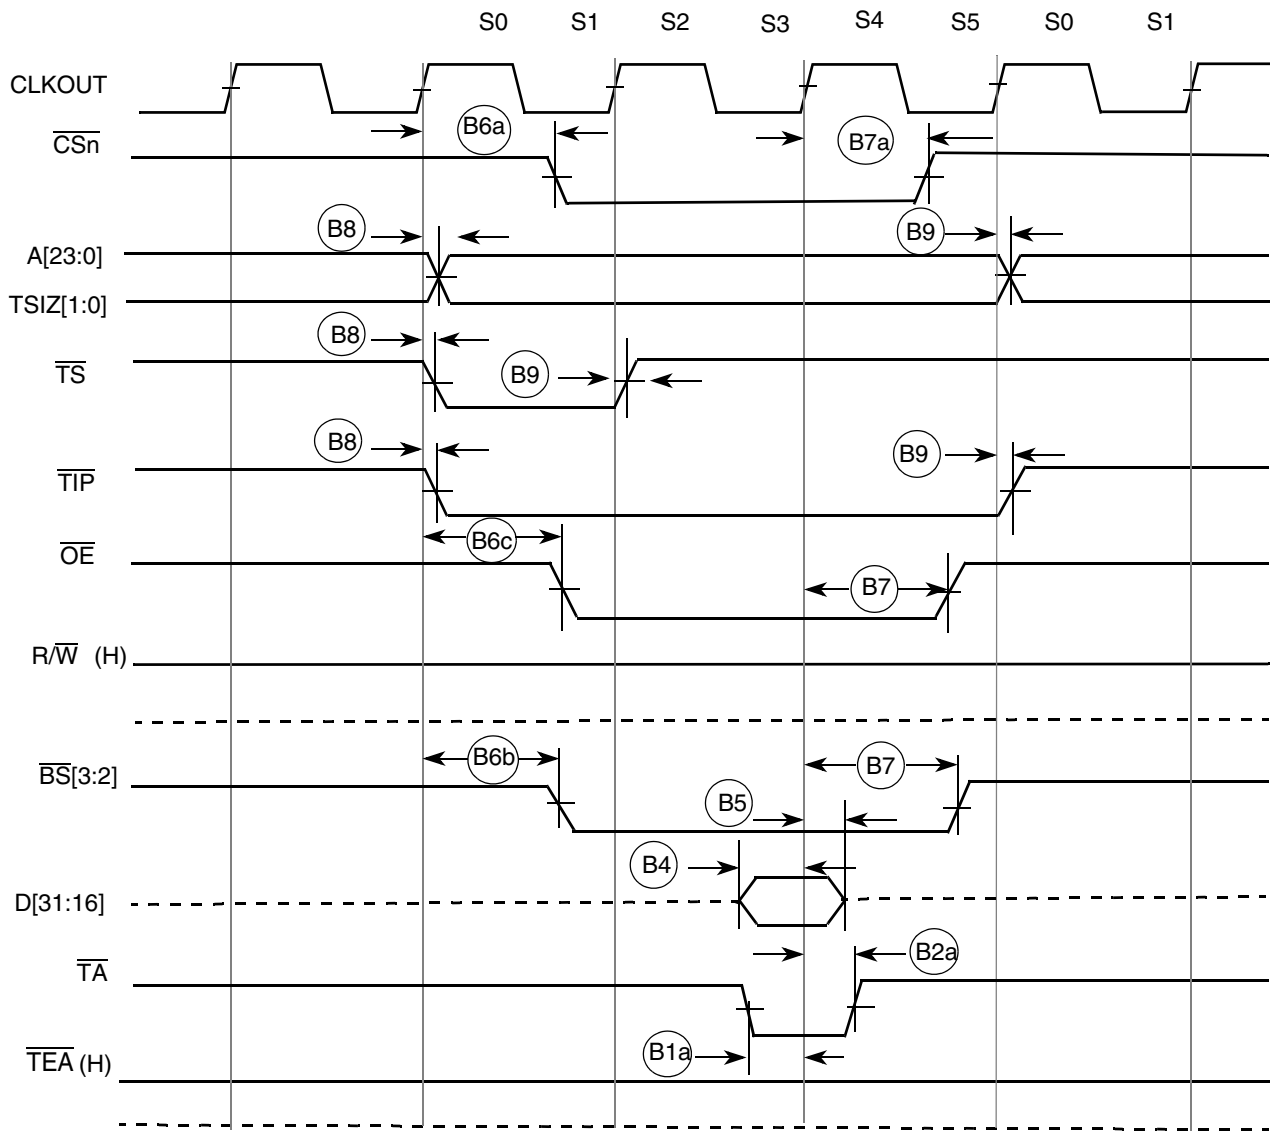 S0 S1 S2 S3 S4 S5 S0 S1
CLKOUT
B6a
CSn
B7a
B8
B9
A[23:0]
TSIZ[1:0]
B8
TS
B9
B8
B9
TIP
B6c
OE
B7
R/W (H)
B6b
B7
BS[3:2]
B5
B4
D[31:16]
B2a
TA
B1a
TEA (H)